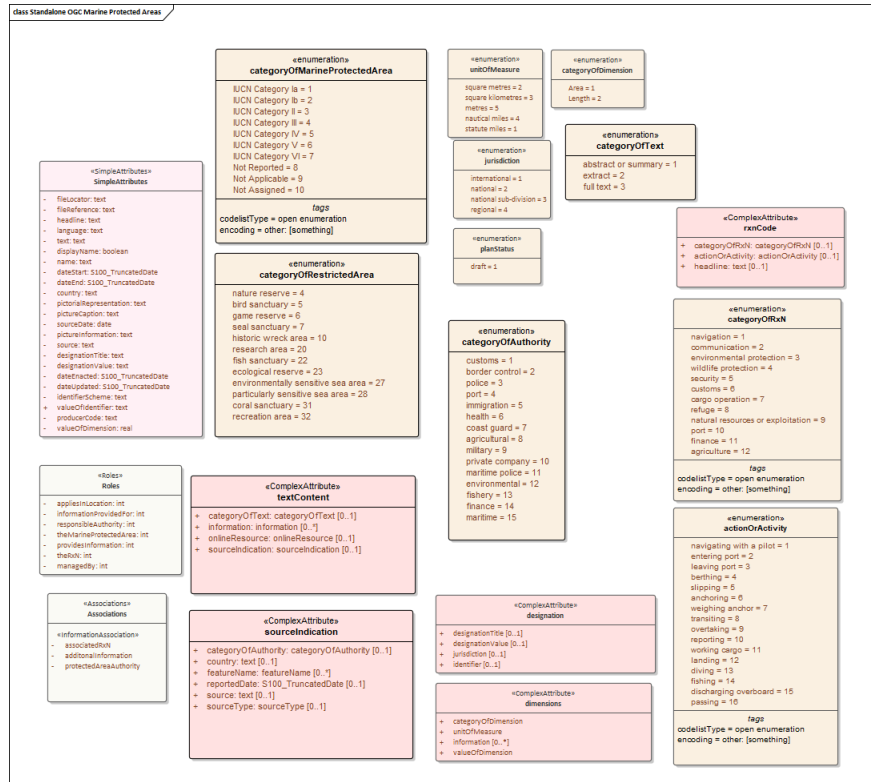 class Standalone OGC Marine Protected Areas
«enumeration»
categoryOfMarineProtectedArea
IUCN Category Ia = 1
IUCN Category Ib = 2
IUCN Category II = 3
IUCN Category III = 4
IUCN Category IV = 5
IUCN Category V = 6
IUCN Category VI = 7
Not Reported = 8
Not Applicable = 9
Not Assigned = 10
tags
codelistType = open enumeration
encoding = other: [something]
«enumeration»
unitOfMeasure
square metres = 2
square kilometres = 3
metres = 5
nautical miles = 4
statute miles = 1
«enumeration»
categoryOfDimension
Area = 1
Length = 2
«enumeration»
categoryOfText
abstract or summary = 1
extract = 2
full text = 3
«enumeration»
jurisdiction
international = 1
national = 2
national sub-division = 3
regional = 4
«SimpleAttributes»
SimpleAttributes
- fileLocator: text
- fileReference: text
- headline: text
- language: text
- text: text
- displayName: boolean
- name: text
- dateStart: S100_TruncatedDate
- dateEnd: S100_TruncatedDate
- country: text
- pictorialRepresentation: text
- pictureCaption: text
- sourceDate: date
- pictureInformation: text
- source: text
- designationTitle: text
- designationValue: text
- dateEnacted: S100_TruncatedDate
- dateUpdated: S100_TruncatedDate
- identifierScheme: text
+ valueOfIdentifier: text
- producerCode: text
- valueOfDimension: real
«enumeration»
planStatus
draft = 1
«ComplexAttribute»
rxnCode
+ categoryOfRxN: categoryOfRxN [0..1]
+ actionOrActivity: actionOrActivity [0..1]
+ headline: text [0..1]
«enumeration»
categoryOfRestrictedArea
nature reserve = 4
bird sanctuary = 5
game reserve = 6
seal sanctuary = 7
historic wreck area = 10
research area = 20
fish sanctuary = 22
ecological reserve = 23
environmentally sensitive sea area = 27
particularly sensitive sea area = 28
coral sanctuary = 31
recreation area = 32
«enumeration»
categoryOfAuthority
customs = 1
border control = 2
police = 3
port = 4
immigration = 5
health = 6
coast guard = 7
agricultural = 8
military = 9
private company = 10
maritime police = 11
environmental = 12
fishery = 13
finance = 14
maritime = 15
«enumeration»
categoryOfRxN
navigation = 1
communication = 2
environmental protection = 3
wildlife protection = 4
security = 5
customs = 6
cargo operation = 7
refuge = 8
natural resources or exploitation = 9
port = 10
finance = 11
agriculture = 12
tags
codelistType = open enumeration
encoding = other: [something]
«Roles»
Roles
- appliesInLocation: int
- informationProvidedFor: int
- responsibleAuthority: int
- theMarineProtectedArea: int
- providesInformation: int
- theRxN: int
- managedBy: int
«ComplexAttribute»
textContent
+ categoryOfText: categoryOfText [0..1]
+ information: information [0..*]
+ onlineResource: onlineResource [0..1]
+ sourceIndication: sourceIndication [0..1]
«enumeration»
actionOrActivity
navigating with a pilot = 1
entering port = 2
leaving port = 3
berthing = 4
slipping = 5
anchoring = 6
weighing anchor = 7
transiting = 8
overtaking = 9
reporting = 10
working cargo = 11
landing = 12
diving = 13
fishing = 14
discharging overboard = 15
passing = 16
tags
codelistType = open enumeration
encoding = other: [something]
«Associations»
Associations
«InformationAssociation»
- associatedRxN
- additonalInformation
- protectedAreaAuthority
«ComplexAttribute»
sourceIndication
+ categoryOfAuthority: categoryOfAuthority [0..1]
+ country: text [0..1]
+ featureName: featureName [0..*]
+ reportedDate: S100_TruncatedDate [0..1]
+ source: text [0..1]
+ sourceType: sourceType [0..1]
«ComplexAttribute»
designation
+ designationTitle [0..1]
+ designationValue [0..1]
+ jurisdiction [0..1]
+ identifier [0..1]
«ComplexAttribute»
dimensions
+ categoryOfDimension
+ unitOfMeasure
+ information [0..*]
+ valueOfDimension